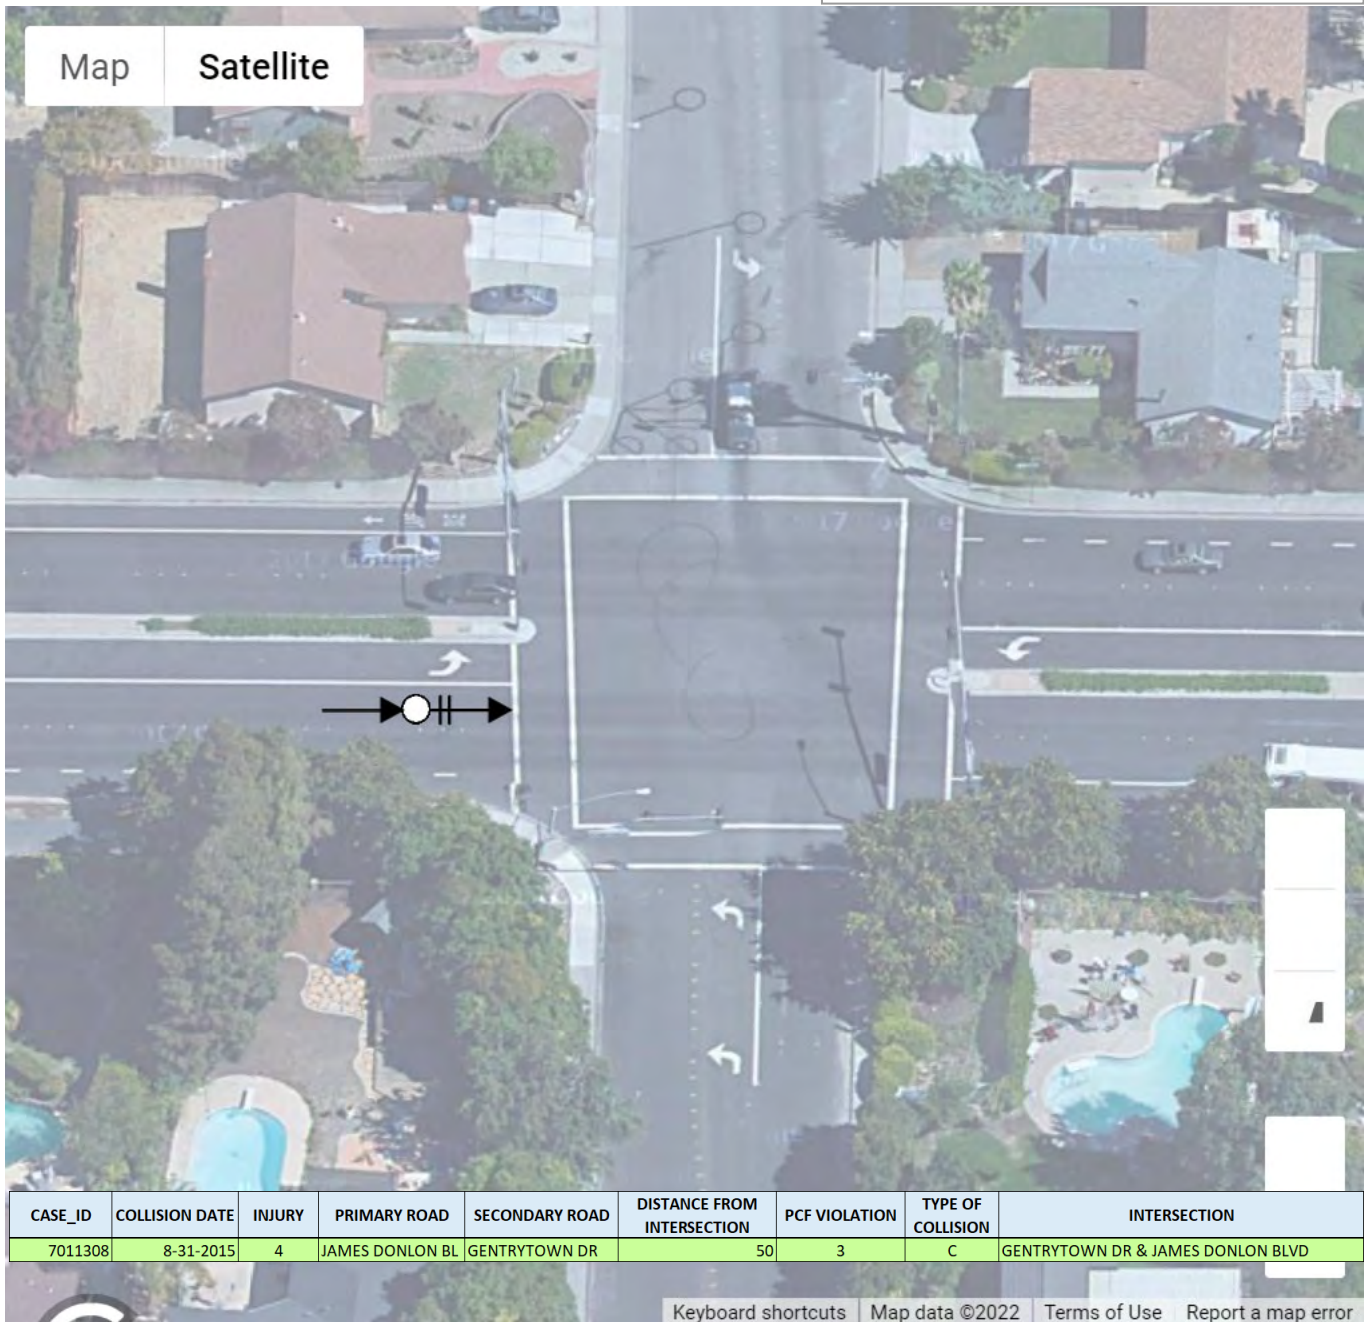 Map Satellite
CASE_ID COLLISION DATE INJURY PRIMARY ROAD SECONDARY ROAD DISTANCE FROM INTERSECTION PCF VIOLATION TYPE OF COLLISION INTERSECTION
7011308 8-31-2015 4 JAMES DONLON BL GENTRYTOWN DR 50 3 C GENTRYTOWN DR & JAMES DONLON BLVD
Keyboard shortcuts Map data ©2022 Terms of Use Report a map error